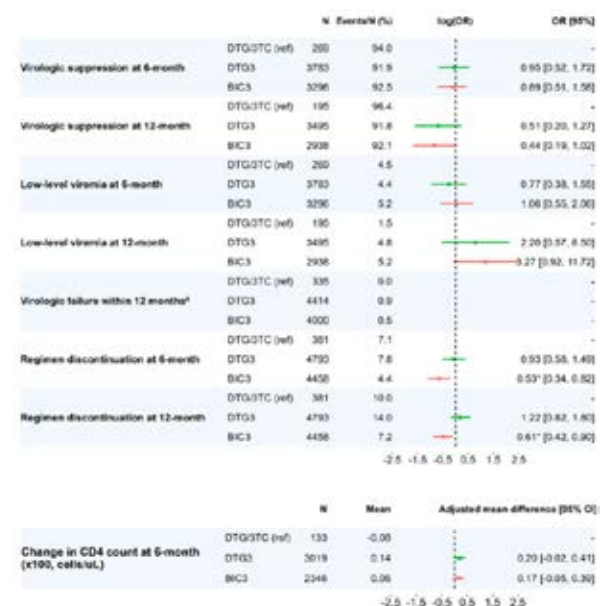 N Events/N (%) log(OR) OR [95%]
DTG/3TC (ref) 94.0 -
Virologic suppression at 6-month DTG3 3783 91.9 0.95 [0.52, 1.72]
BIC3 3296 92.5 0.89 [0.51, 1.56]
DTG/3TC (ref) 195 96.4 -
Virologic suppression at 12-month DTG3 3495 91.8 0.51 [0.20, 1.27]
BIC3 2938 92.1 0.44 [0.19, 1.02]
DTG/3TC (ref) 4.5 -
Low-level viremia at 6-month DTG3 3783 4.4 0.77 [0.38, 1.55]
BIC3 3296 5.2 1.06 [0.55, 2.06]
DTG/3TC (ref) 195 1.5 -
Low-level viremia at 12-month DTG3 3495 4.8 2.20 [0.57, 8.50]
BIC3 2938 5.2 3.27 [0.92, 11.72]
DTG/3TC (ref) 0.0 -
Virologic failure within 12 months DTG3 4414 0.9 -
BIC3 4000 0.5 -
DTG/3TC (ref) 381 7.1 -
Regimen discontinuation at 6-month DTG3 4793 7.8 0.93 [0.58, 1.49]
BIC3 4458 4.4 0.53* [0.34, 0.82]
DTG/3TC (ref) 381 10.0 -
Regimen discontinuation at 12-month DTG3 4793 14.0 1.22 [0.82, 1.80]
BIC3 4458 7.2 0.61* [0.42, 0.90]
-2.5 -1.5 -0.5 0.5 1.5 2.5
N Mean Adjusted mean difference [95% CI]
DTG/3TC (ref) 133 -0.08 -
Change in CD4 count at 6-month DTG3 3019 0.14 0.20 [-0.02, 0.41]
(x100, cells/uL) BIC3 2348 0.06 0.17 [-0.05, 0.39]
-2.5 -1.5 -0.5 0.5 1.5 2.5